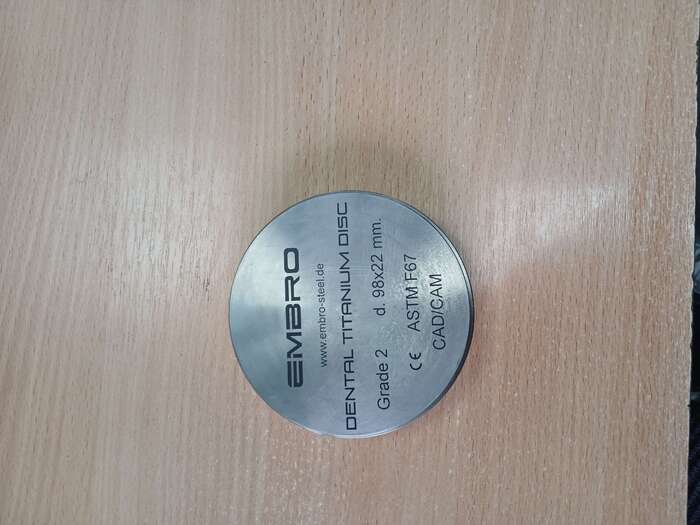 EMBRO
www.embro-steel.de
DENTAL TITANIUM DISC
Grade 2 d. 98x22 mm.
CE ASTM F67
CAD/CAM